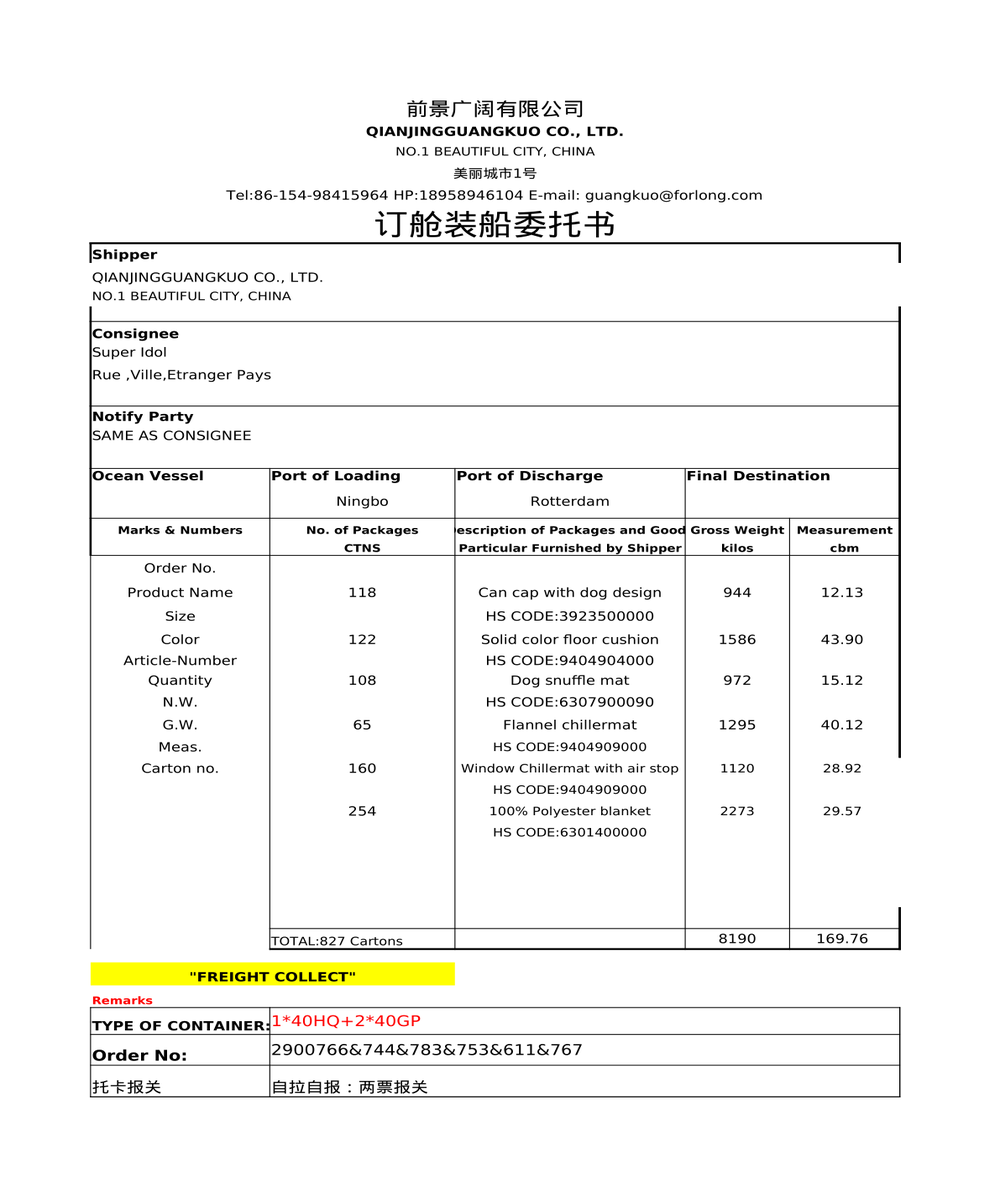 前景广阔有限公司
QIANJINGGUANGKUO CO., LTD.
NO.1 BEAUTIFUL CITY, CHINA
美丽城市1号
Tel:86-154-98415964 HP:18958946104 E-mail: guangkuo@forlong.com
订舱装船委托书
Shipper
QIANJINGGUANGKUO CO., LTD.
NO.1 BEAUTIFUL CITY, CHINA
Consignee
Super Idol
Rue ,Ville,Etranger Pays
Notify Party
SAME AS CONSIGNEE
Ocean Vessel Port of Loading Port of Discharge Final Destination
Ningbo Rotterdam
Marks & Numbers No. of Packages escription of Packages and Good Gross Weight Measurement
CTNS Particular Furnished by Shipper kilos cbm
Order No.
Product Name 118 Can cap with dog design 944 12.13
Size HS CODE:3923500000
Color 122 Solid color floor cushion 1586 43.90
Article-Number HS CODE:9404904000
Quantity 108 Dog snuffle mat 972 15.12
N.W. HS CODE:6307900090
G.W. 65 Flannel chillermat 1295 40.12
Meas. HS CODE:9404909000
Carton no. 160 Window Chillermat with air stop 1120 28.92
HS CODE:9404909000
254 100% Polyester blanket 2273 29.57
HS CODE:6301400000
TOTAL:827 Cartons 8190 169.76
"FREIGHT COLLECT"
Remarks
TYPE OF CONTAINER: 1*40HQ+2*40GP
Order No: 2900766&744&783&753&611&767
托卡报关 自拉自报：两票报关